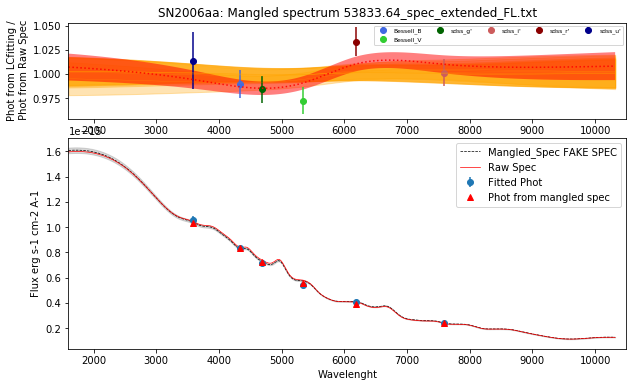 SN2006aa: Mangled spectrum 53833.64_spec_extended_FL.txt
Phot from LCfitting /
Phot from Raw Spec
1.050
1.025
1.000
0.975
Bessell_B
Bessell_V
sdss_g'
sdss_i'
sdss_r'
sdss_u'
2000 3000 4000 5000 6000 7000 8000 9000 10000
1e−15
Flux erg s-1 cm-2 A-1
1.6
1.4
1.2
1.0
0.8
0.6
0.4
0.2
Mangled_Spec FAKE SPEC
Raw Spec
Fitted Phot
Phot from mangled spec
2000 3000 4000 5000 6000 7000 8000 9000 10000
Wavelenght